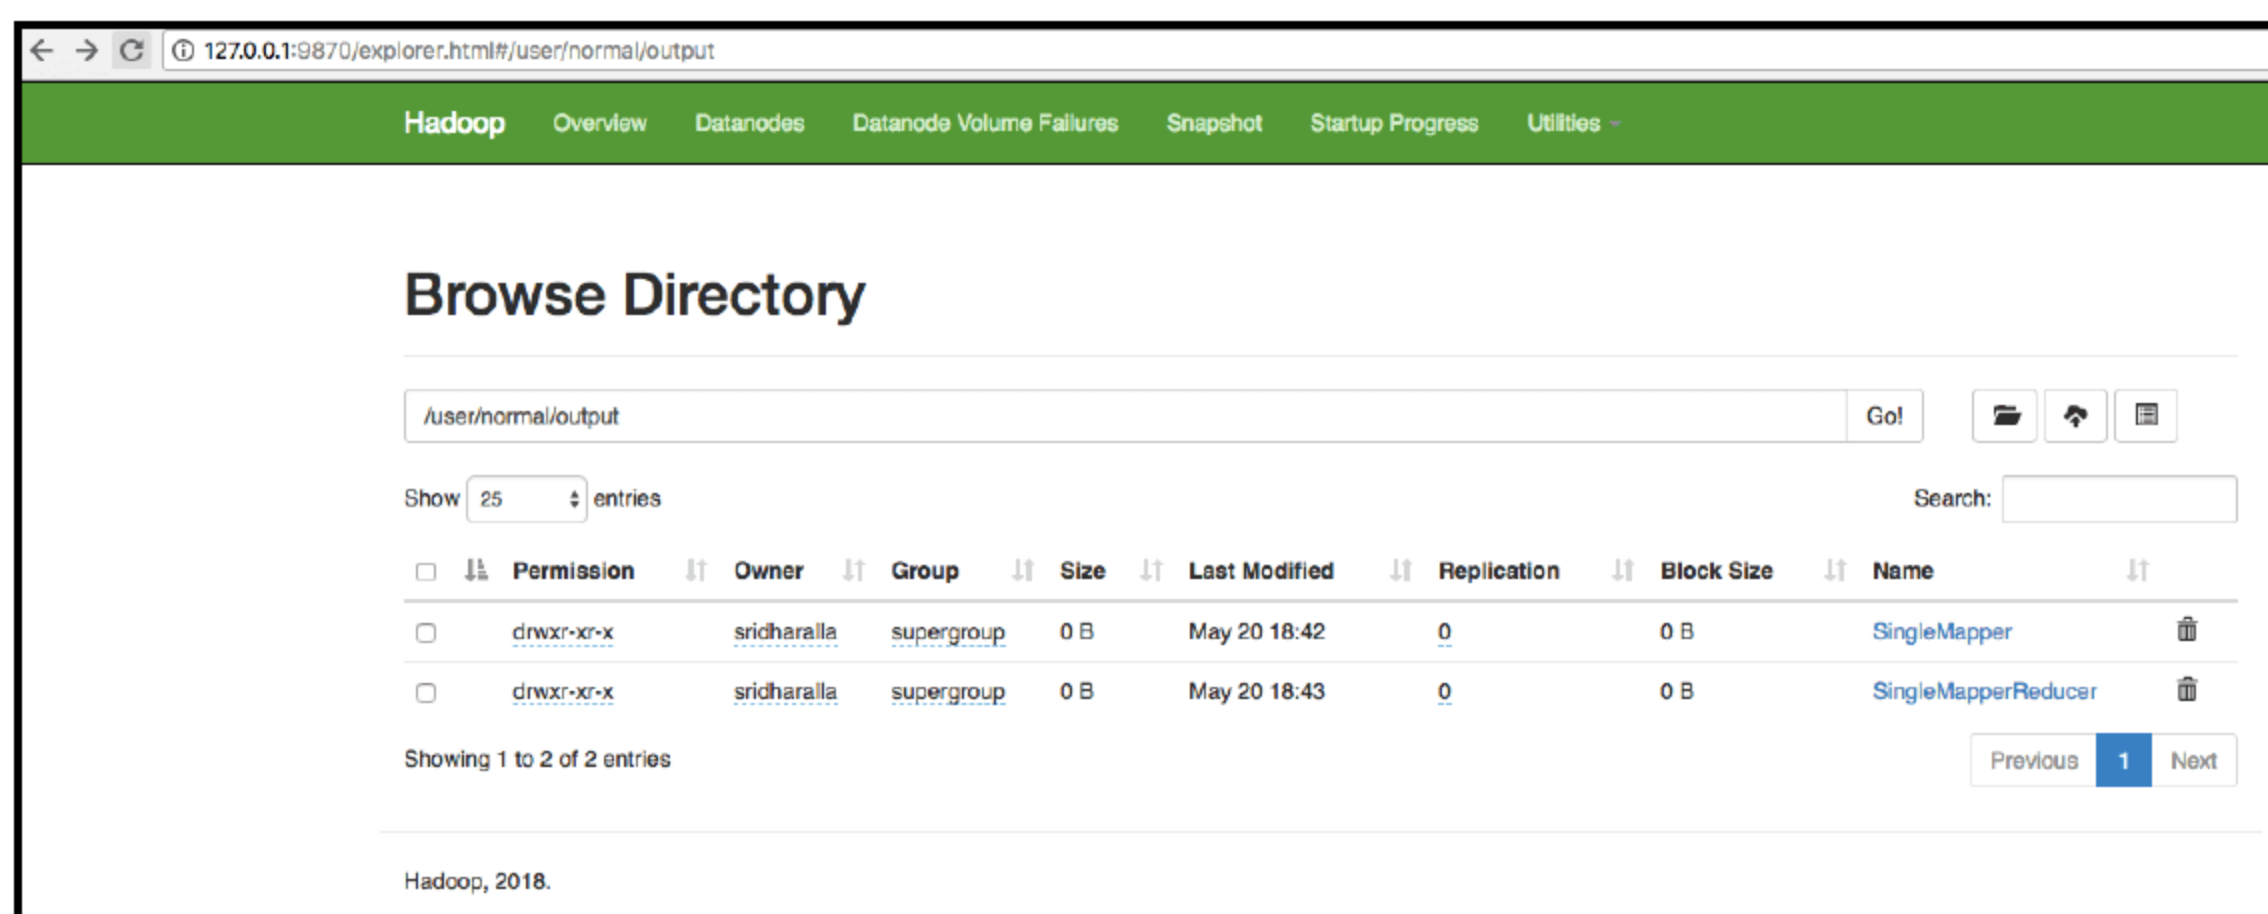 127.0.0.1:9870/explorer.html#/user/normal/output
Hadoop Overview Datanodes Datanode Volume Failures Snapshot Startup Progress Utilities
Browse Directory
/user/normal/output Go!
Show 25 entries Search:
Permission Owner Group Size Last Modified Replication Block Size Name
drwxr-xr-x sridharalla supergroup 0 B May 20 18:42 0 0 B SingleMapper
drwxr-xr-x sridharalla supergroup 0 B May 20 18:43 0 0 B SingleMapperReducer
Showing 1 to 2 of 2 entries Previous 1 Next
Hadoop, 2018.